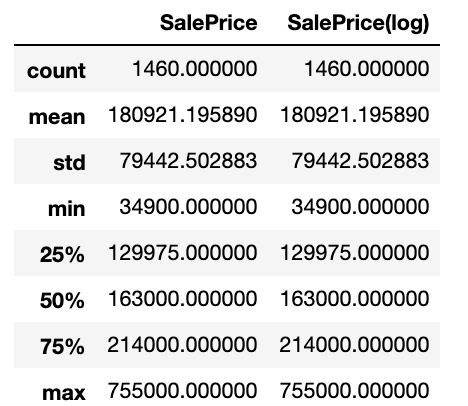 SalePrice SalePrice(log)
count 1460.000000 1460.000000
mean 180921.195890 180921.195890
std 79442.502883 79442.502883
min 34900.000000 34900.000000
25% 129975.000000 129975.000000
50% 163000.000000 163000.000000
75% 214000.000000 214000.000000
max 755000.000000 755000.000000